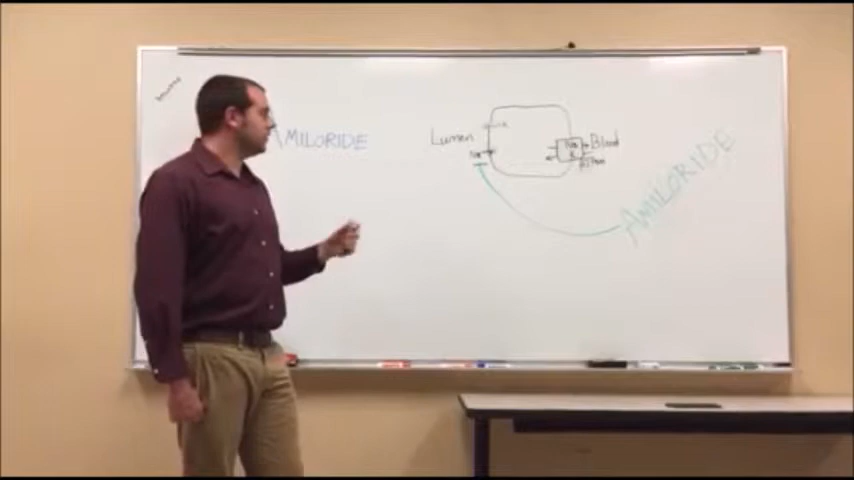 AMILORIDE
Lumen
Na
Na
K
Blood
AMILORIDE